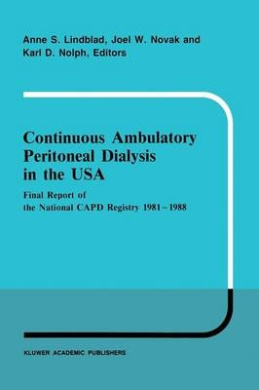 Anne S. Lindblad, Joel W. Novak and
Karl D. Nolph, Editors
Continuous Ambulatory
Peritoneal Dialysis
in the USA
Final Report of
the National CAPD Registry 1981–1988
KLUWER ACADEMIC PUBLISHERS